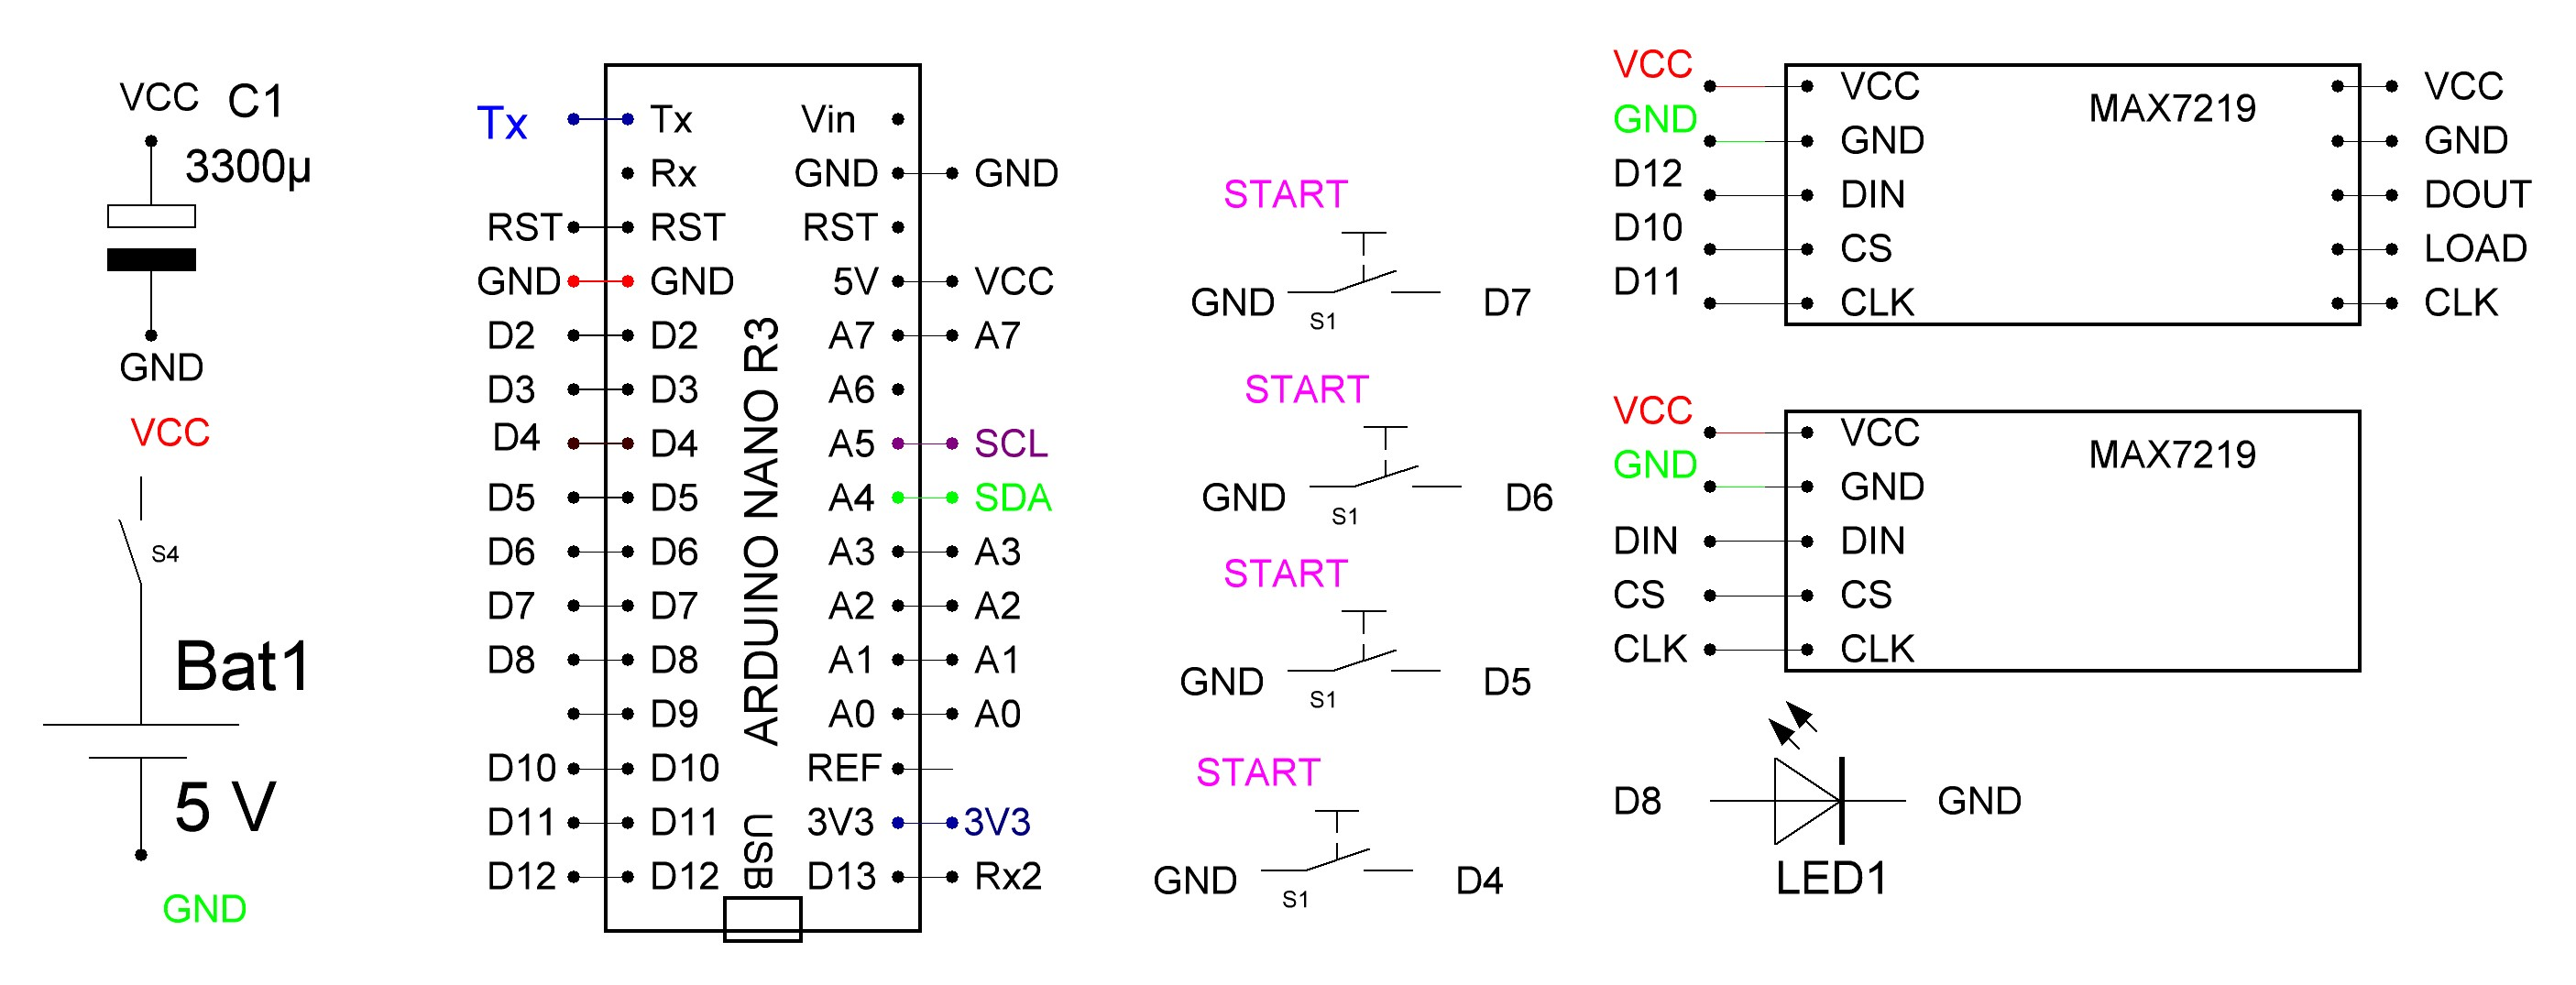 VCC C1
3300µ
GND
VCC
S4
Bat1
5 V
GND
Tx Tx Vin
Rx GND GND
RST RST RST
GND GND 5V VCC
D2 D2 A7 A7
D3 D3 A6
D4 D4 A5 SCL
D5 D5 A4 SDA
D6 D6 A3 A3
D7 D7 A2 A2
D8 D8 A1 A1
D9 A0 A0
D10 D10 REF
D11 D11 3V3 3V3
D12 D12 D13 Rx2
ARDUINO NANO R3
USB
START
GND S1 D7
START
GND S1 D6
START
GND S1 D5
START
GND S1 D4
MAX7219
VCC VCC VCC
GND GND GND
D12 DIN DOUT
D10 CS LOAD
D11 CLK CLK
MAX7219
VCC VCC
GND GND
DIN DIN
CS CS
CLK CLK
D8 GND
LED1